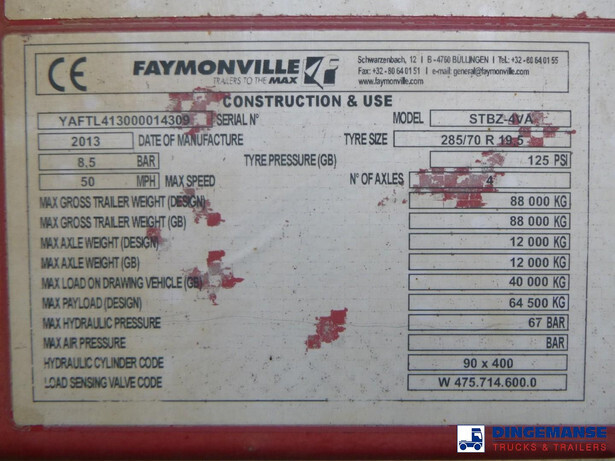 CE FAYMONVILLE
TRAILERS TO THE MAX
Schwarzenbach, 12 I B - 4760 BÜLLINGEN I Tel.: +32 - 80 64 01 55
Fax: +32 - 80 64 01 51 I e-mail: general@faymonville.com
www.faymonville.com
CONSTRUCTION & USE
YAFTL413000014309 SERIAL N° MODEL STBZ-4VA
2013 DATE OF MANUFACTURE TYRE SIZE 285/70 R 19.5
8,5 BAR TYRE PRESSURE (GB) 125 PSI
50 MPH MAX SPEED N° OF AXLES 4
MAX GROSS TRAILER WEIGHT (DESIGN) 88 000 KG
MAX GROSS TRAILER WEIGHT (GB) 88 000 KG
MAX AXLE WEIGHT (DESIGN) 12 000 KG
MAX AXLE WEIGHT (GB) 12 000 KG
MAX LOAD ON DRAWING VEHICLE (GB) 40 000 KG
MAX PAYLOAD (DESIGN) 64 500 KG
MAX HYDRAULIC PRESSURE 67 BAR
MAX AIR PRESSURE BAR
HYDRAULIC CYLINDER CODE 90 x 400
LOAD SENSING VALVE CODE W 475.714.600.0
DINGEMANSE
TRUCKS & TRAILERS